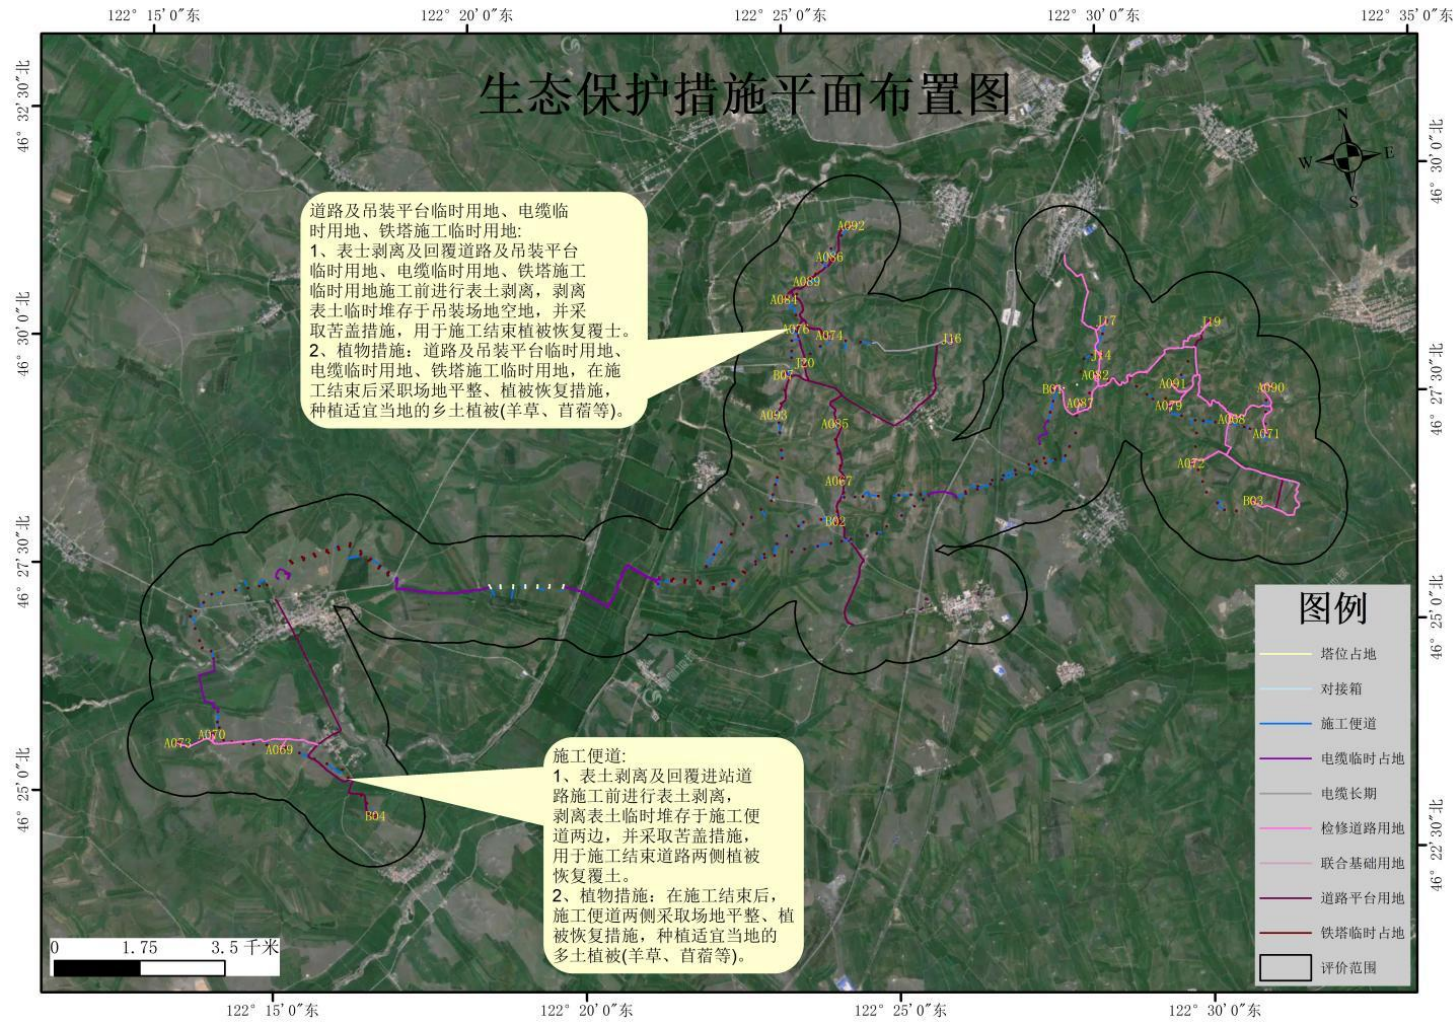 122° 15′0″东
122° 20′0″东
122° 25′0″东
122° 30′0″东
122° 35′0″东
生态保护措施平面布置图
N
W
E
S
46° 32′30″北
46° 30′0″北
46° 27′30″北
46° 25′0″北
46° 30′0″北
46° 27′30″北
46° 25′0″北
46° 22′30″北
道路及吊装平台临时用地、电缆临
时用地、铁塔施工临时用地:
1、表士剥离及回覆道路及吊装平台
临时用地、电缆临时用地、铁塔施工
临时用地施工前进行表土剥离，剥离
表土临时堆存于吊装场地空地，并采
取苫盖措施，用于施工结束植被恢复覆土。
2、植物措施：道路及吊装平台临时用地、
电缆临时用地、铁塔施工临时用地，在施
工结束后采职场地平整、植被恢复措施，
种植适宜当地的乡土植被(羊草、苜蓿等)。
A092
A086
A089
A084
A076
A074
J16
J20
B07
A093
A085
A067
B02
J17
J19
J14
A082
B01
A087
A091
A079
A090
A008
A071
A072
B03
A073
A070
A069
B04
施工便道:
1、表土剥离及回覆进站道
路施工前进行表土剥离，
剥离表土临时堆存于施工便
道两边，并采取苫盖措施，
用于施工结束道路两侧植被
恢复覆土。
2、植物措施：在施工结束后，
施工便道两侧采取场地平整、植
被恢复措施，种植适宜当地的
多土植被(羊草、苜蓿等)。
图例
塔位占地
对接箱
施工便道
电缆临时占地
电缆长期
检修道路用地
联合基础用地
道路平台用地
铁塔临时占地
评价范围
0 1.75 3.5 千米
122° 15′0″东
122° 20′0″东
122° 25′0″东
122° 30′0″东